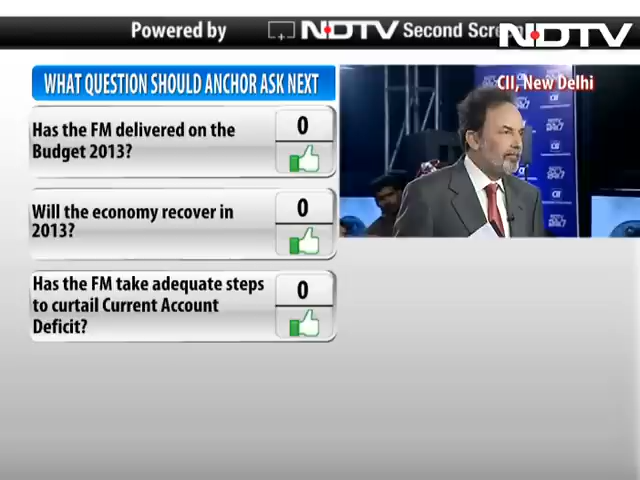 Powered by NDTV Second Screen
NDTV
WHAT QUESTION SHOULD ANCHOR ASK NEXT
Has the FM delivered on the
Budget 2013?
0
Will the economy recover in
2013?
0
Has the FM take adequate steps
to curtail Current Account
Deficit?
0
CII, New Delhi